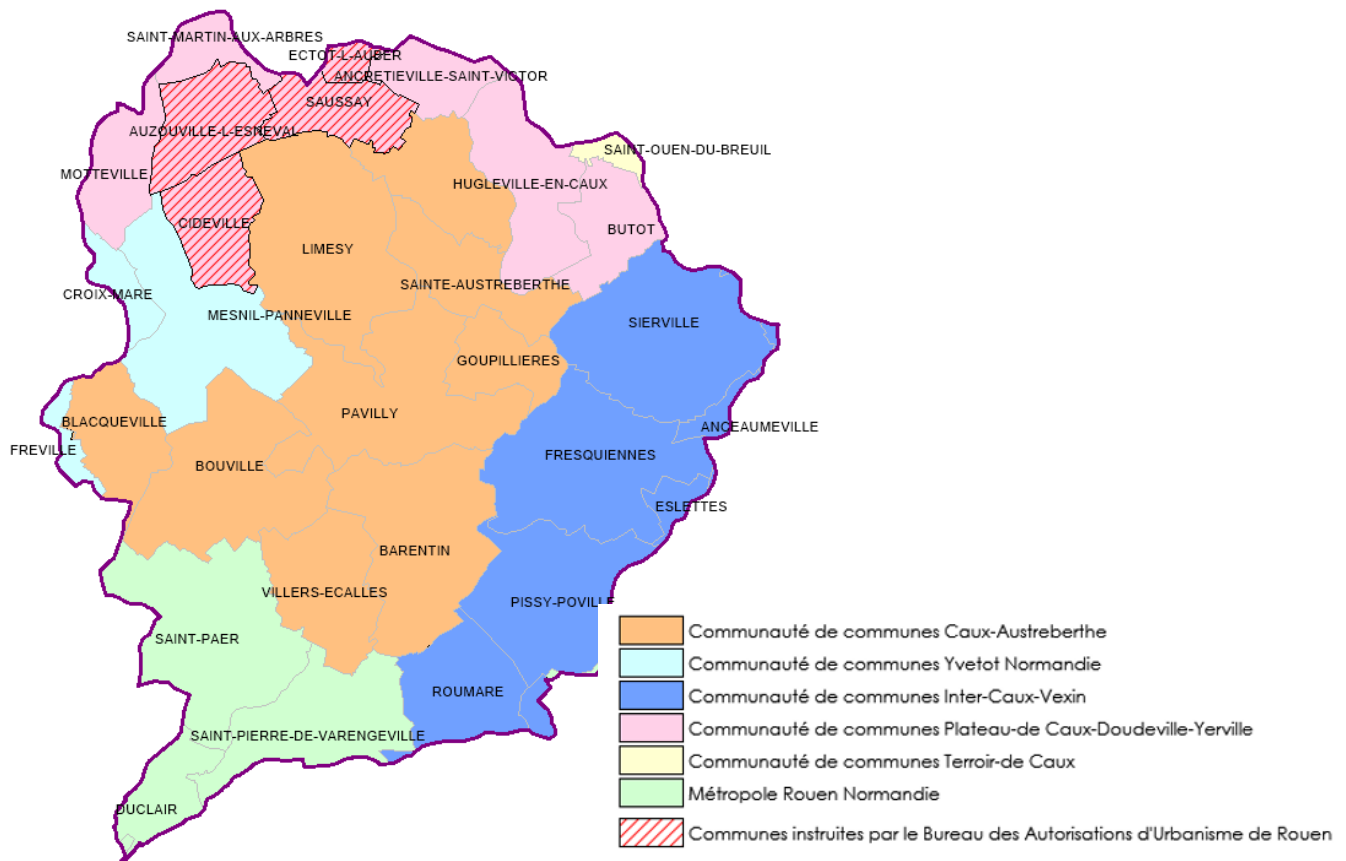 SAINT-MARTIN-AUX-ARBRES
ECTOT-L-AUBER
ANCRETIEVILLE-SAINT-VICTOR
SAUSSAY
AUZOUVILLE-L-ESNEVAL
SAINT-OUEN-DU-BREUIL
MOTTEVILLE
HUGLEVILLE-EN-CAUX
CIDEVILLE
BUTOT
LIMESY
SAINTE-AUSTREBERTHE
CROIX-MARE
MESNIL-PANNEVILLE
SIERVILLE
GOUPILLIERES
PAVILLY
BLACQUEVILLE
ANCEAUMEVILLE
FREVILLE
FRESQUIENNES
BOUVILLE
ESLETTES
BARENTIN
VILLERS-ECALLES
PISSY-POVILLE
SAINT-PAER
ROUMARE
SAINT-PIERRE-DE-VARENGEVILLE
DUCLAIR
Communauté de communes Caux-Austreberthe
Communauté de communes Yvetot Normandie
Communauté de communes Inter-Caux-Vexin
Communauté de communes Plateau-de Caux-Doudeville-Yerville
Communauté de communes Terroir-de Caux
Métropole Rouen Normandie
Communes instruites par le Bureau des Autorisations d'Urbanisme de Rouen